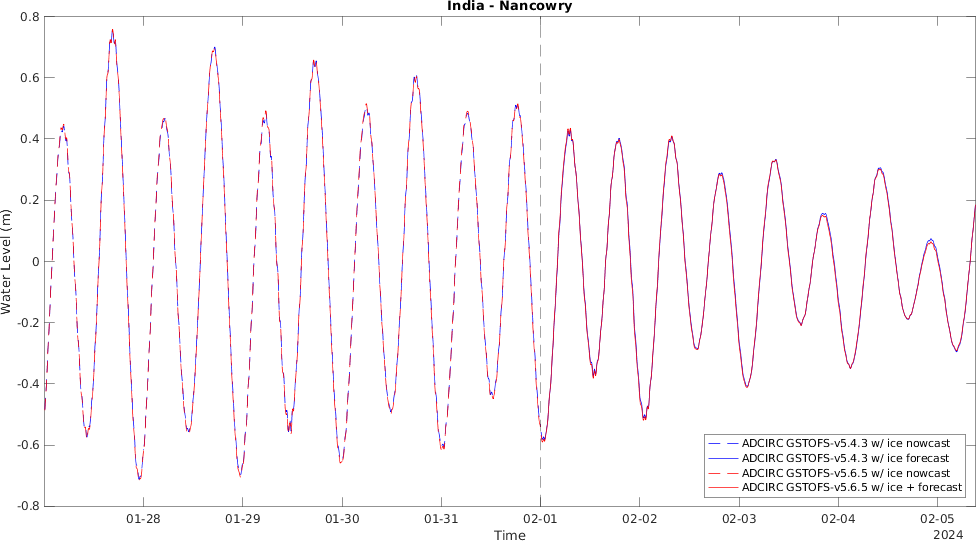 India - Nancowry
0.8
0.6
0.4
0.2
0
-0.2
-0.4
-0.6
-0.8
Water Level (m)
ADCIRC GSTOFS-v5.4.3 w/ ice nowcast
ADCIRC GSTOFS-v5.4.3 w/ ice forecast
ADCIRC GSTOFS-v5.6.5 w/ ice nowcast
ADCIRC GSTOFS-v5.6.5 w/ ice + forecast
01-28 01-29 01-30 01-31 02-01 02-02 02-03 02-04 02-05
Time
2024